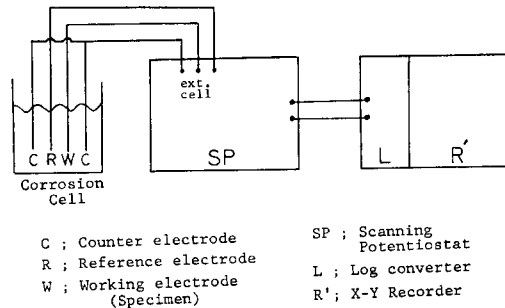 ext.
cell
SP
L R'
C R W C
Corrosion
Cell
C ; Counter electrode
R ; Reference electrode
W ; Working electrode
(Specimen)
SP ; Scanning
Potentiostat
L ; Log converter
R'; X-Y Recorder